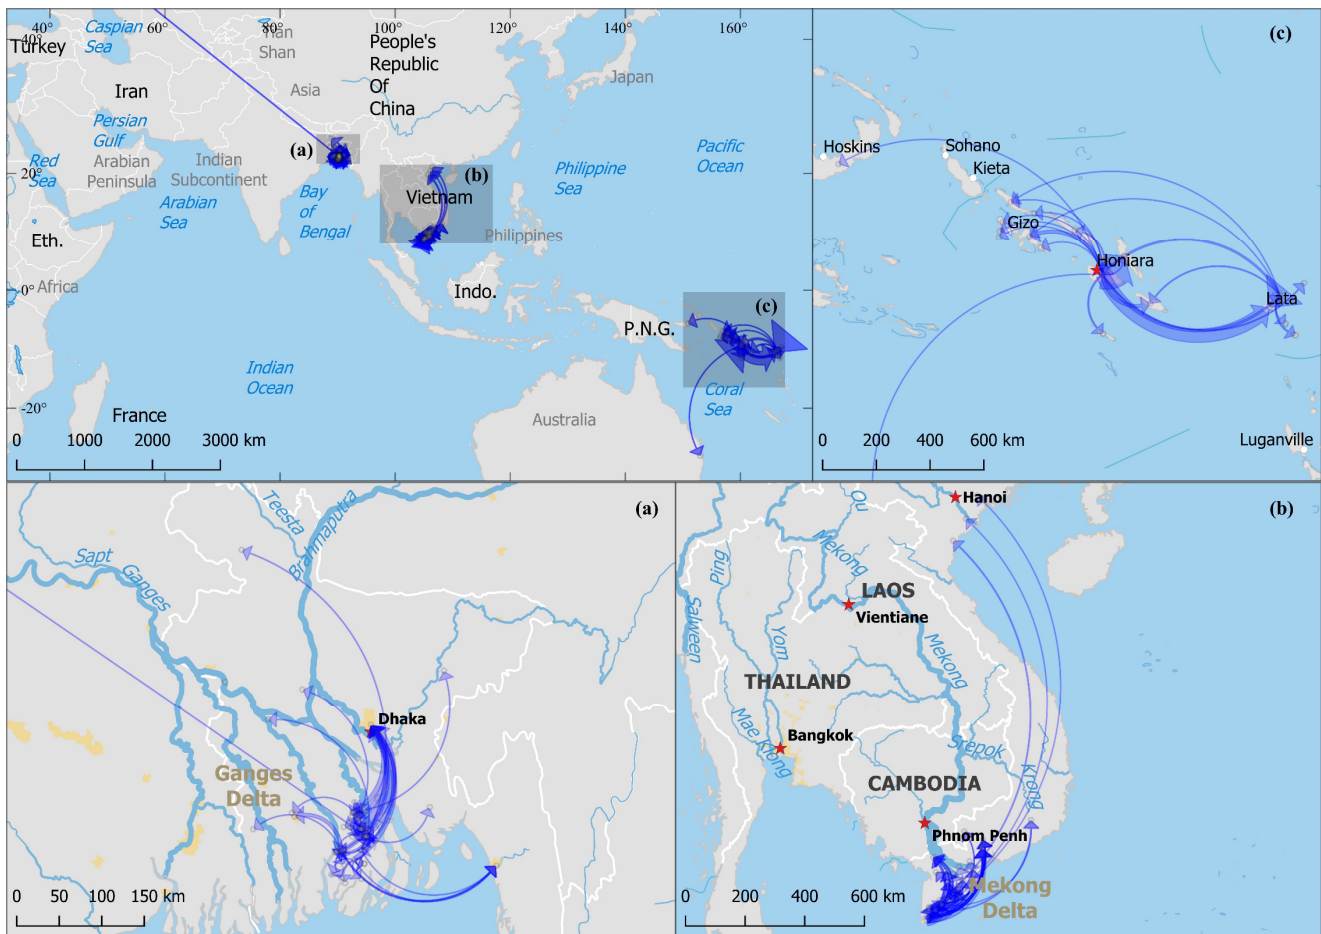 40°
60°
80°
100°
120°
140°
160°
40°
20°
0°
-20°
Turkey
Caspian
Sea
Tian
Shan
People's
Republic
Of
China
Japan
Iran
Asia
Persian
Gulf
Red
Sea
Arabian
Peninsula
Indian
Subcontinent
Arabian
Sea
Bay
of
Bengal
(a)
(b)
Vietnam
Philippine
Sea
Pacific
Ocean
Philippines
Eth.
Africa
Indo.
P.N.G.
(c)
Indian
Ocean
Coral
Sea
France
Australia
0
1000
2000
3000 km
(c)
Hoskins
Sohano
Kieta
Gizo
Honiara
Lata
Luganville
0
200
400
600 km
(a)
Teesta
Brahmaputra
Sapt
Ganges
Dhaka
Ganges
Delta
0
50
100
150 km
(b)
Hanoi
Ou
Mekong
Ping
LAOS
Vientiane
Salween
Yom
Mekong
THAILAND
Mae Klong
Bangkok
Srepok
Krong
CAMBODIA
Phnom Penh
Mekong
Delta
0
200
400
600 km